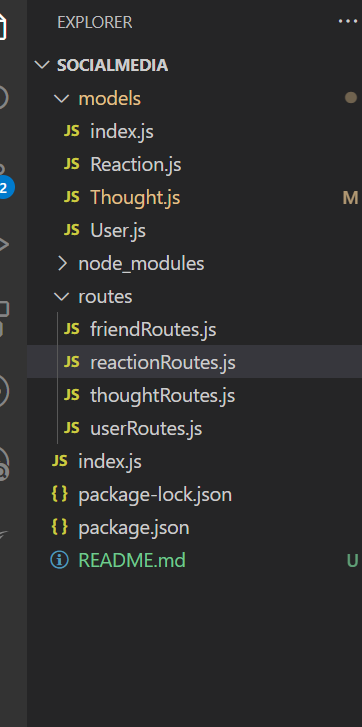 EXPLORER ...
SOCIALMEDIA
models
JS index.js
JS Reaction.js
JS Thought.js M
JS User.js
node_modules
routes
JS friendRoutes.js
JS reactionRoutes.js
JS thoughtRoutes.js
JS userRoutes.js
JS index.js
{} package-lock.json
{} package.json
README.md U
2